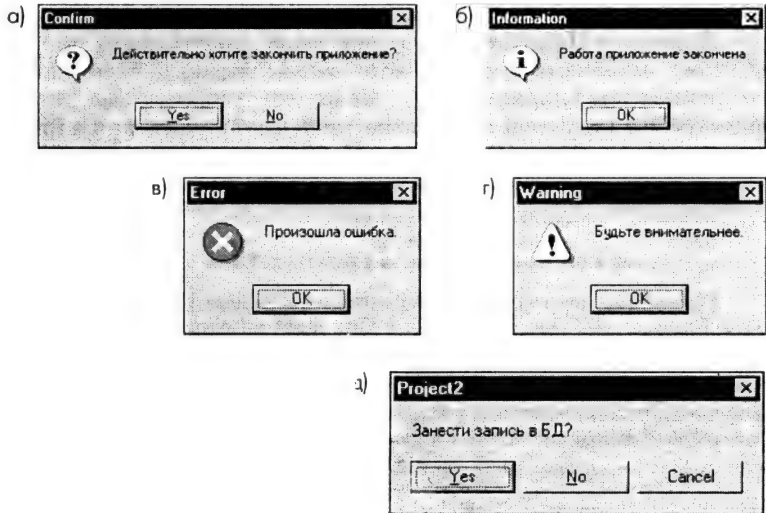 а) Confirm
Действительно хотите закончить приложение?
Yes No
б) Information
Работа приложение закончена
OK
в) Error
Произошла ошибка.
OK
г) Warning
Будьте внимательнее.
OK
д) Project2
Занести запись в БД?
Yes No Cancel